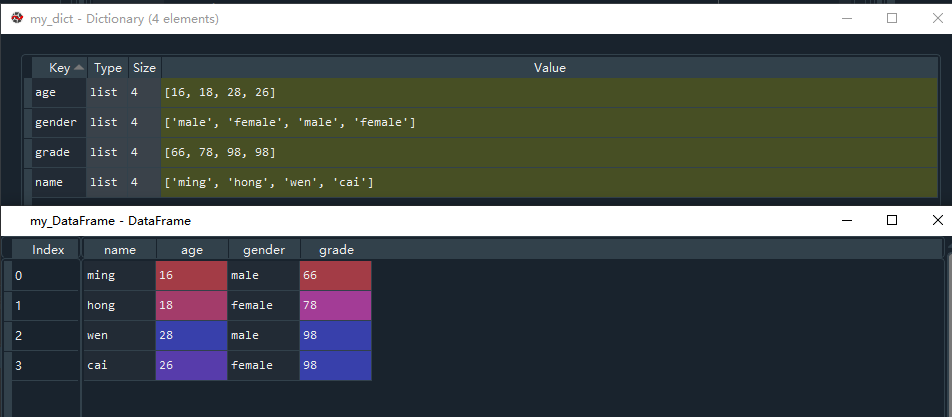 my_dict - Dictionary (4 elements)
Key Type Size Value
age list 4 [16, 18, 28, 26]
gender list 4 ['male', 'female', 'male', 'female']
grade list 4 [66, 78, 98, 98]
name list 4 ['ming', 'hong', 'wen', 'cai']
my_DataFrame - DataFrame
Index name age gender grade
0 ming 16 male 66
1 hong 18 female 78
2 wen 28 male 98
3 cai 26 female 98